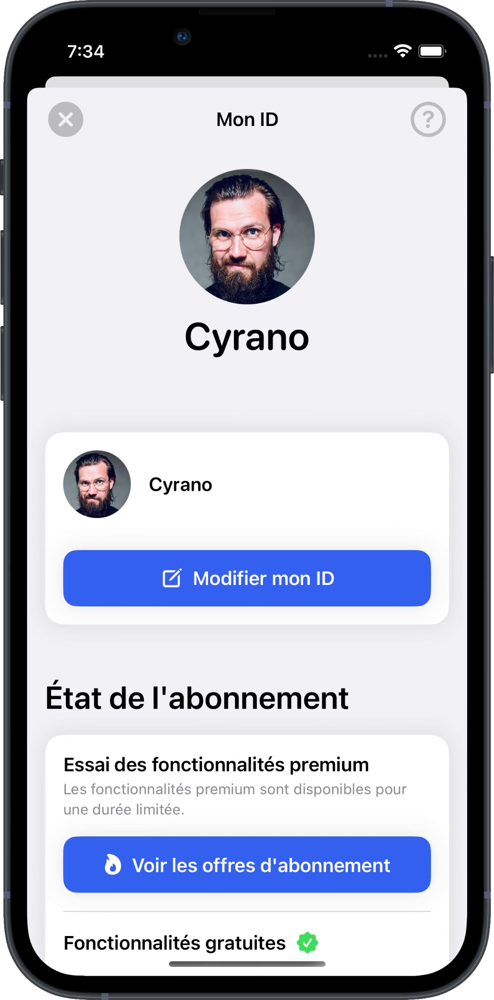 7:34
Mon ID
Cyrano
Cyrano
Modifier mon ID
État de l'abonnement
Essai des fonctionnalités premium
Les fonctionnalités premium sont disponibles pour
une durée limitée.
Voir les offres d'abonnement
Fonctionnalités gratuites